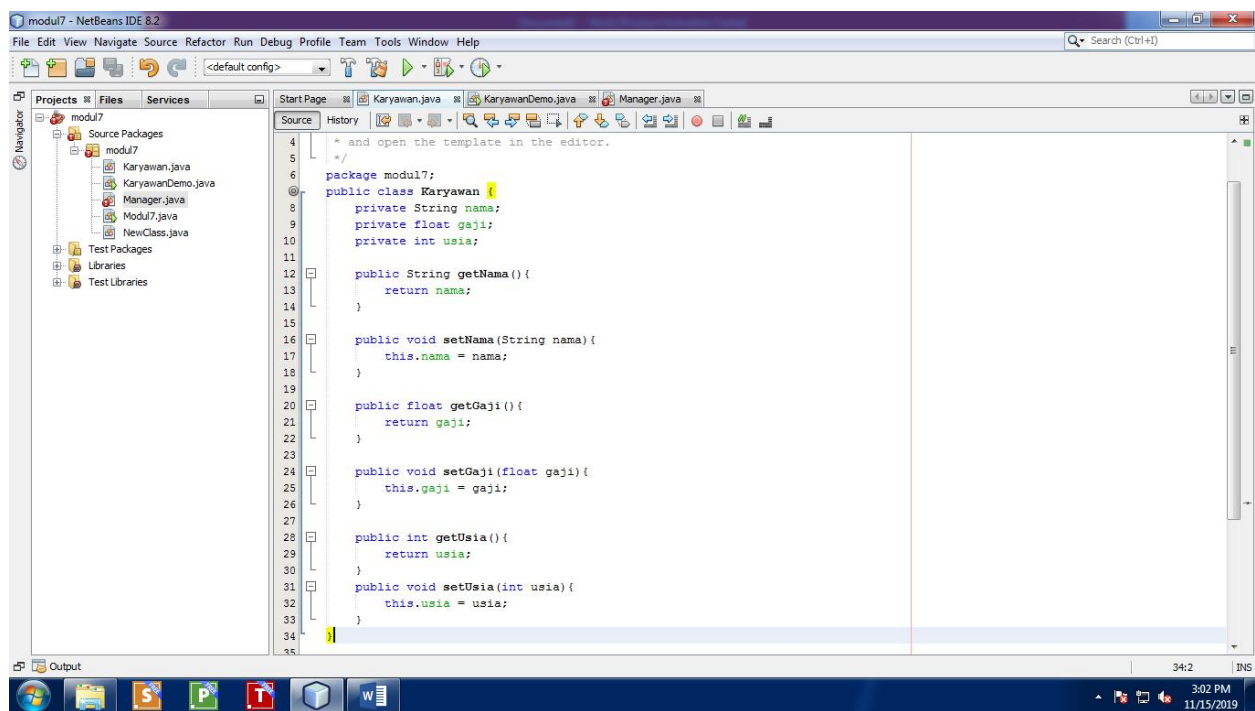 modul7 - NetBeans IDE 8.2
File Edit View Navigate Source Refactor Run Debug Profile Team Tools Window Help
Search (Ctrl+I)
<default config>
Projects Files Services
Navigator
modul7
Source Packages
modul7
Karyawan.java
KaryawanDemo.java
Manager.java
Modul7.java
NewClass.java
Test Packages
Libraries
Test Libraries
Start Page Karyawan.java KaryawanDemo.java Manager.java
Source History
4 * and open the template in the editor.
5 */
6 package modul7;
public class Karyawan {
8 private String nama;
9 private float gaji;
10 private int usia;
11
12 public String getNama(){
13 return nama;
14 }
15
16 public void setNama(String nama){
17 this.nama = nama;
18 }
19
20 public float getGaji(){
21 return gaji;
22 }
23
24 public void setGaji(float gaji){
25 this.gaji = gaji;
26 }
27
28 public int getUsia(){
29 return usia;
30 }
31 public void setUsia(int usia){
32 this.usia = usia;
33 }
34 }
35
Output
34:2 INS
S P T W
3:02 PM
11/15/2019